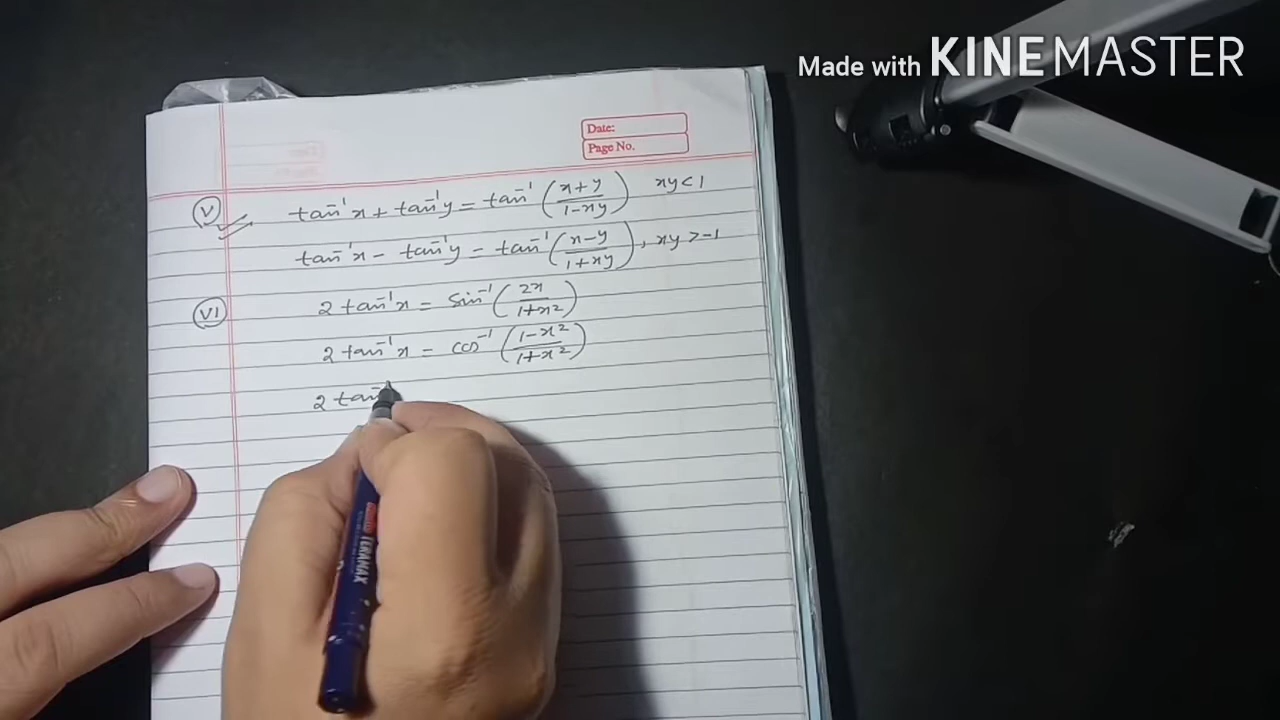 Made with KINEMASTER
Date:
Page No.
(V) tan⁻¹x + tan⁻¹y = tan⁻¹((x+y)/(1-xy)) xy<1
tan⁻¹x - tan⁻¹y = tan⁻¹((x-y)/(1+xy)), xy>-1
(VI) 2 tan⁻¹x = sin⁻¹(2x/(1+x²))
2 tan⁻¹x = cos⁻¹((1-x²)/(1+x²))
2 tan⁻
TERANAX